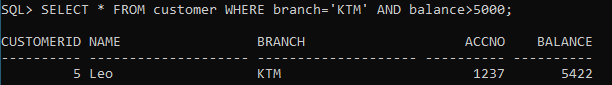 SQL> SELECT * FROM customer WHERE branch='KTM' AND balance>5000;
CUSTOMERID NAME                 BRANCH                    ACCNO    BALANCE
---------- -------------------- -------------------- ---------- ----------
         5 Leo                  KTM                        1237       5422